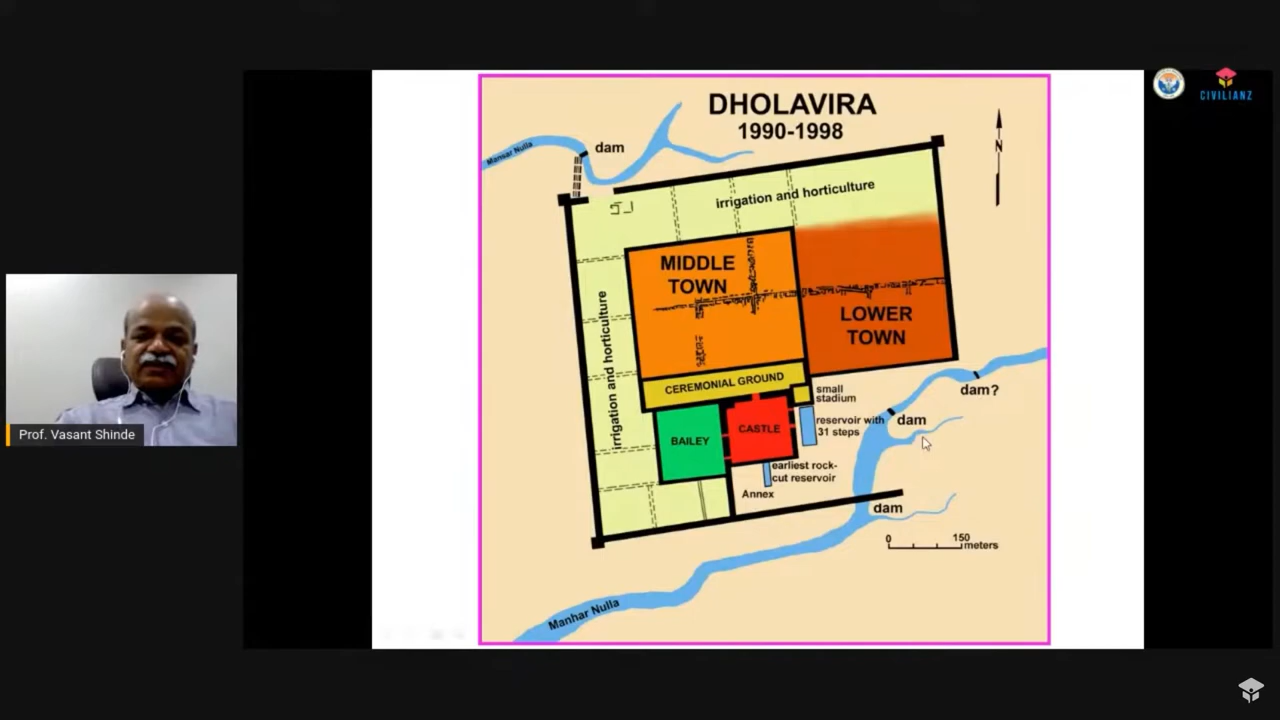 DHOLAVIRA
1990-1998
CIVILIANZ
Mansar Nulla
dam
N
irrigation and horticulture
MIDDLE
TOWN
LOWER
TOWN
irrigation and horticulture
CEREMONIAL GROUND
small
stadium
dam?
BAILEY
CASTLE
reservoir with
31 steps
dam
earliest rock-
cut reservoir
Annex
dam
0 150
meters
Manhar Nulla
Prof. Vasant Shinde